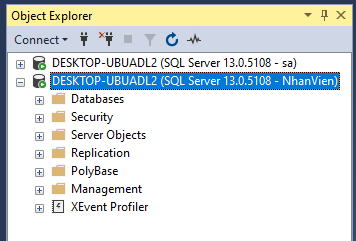 Object Explorer
Connect
DESKTOP-UBUADL2 (SQL Server 13.0.5108 - sa)
DESKTOP-UBUADL2 (SQL Server 13.0.5108 - NhanVien)
Databases
Security
Server Objects
Replication
PolyBase
Management
XEvent Profiler